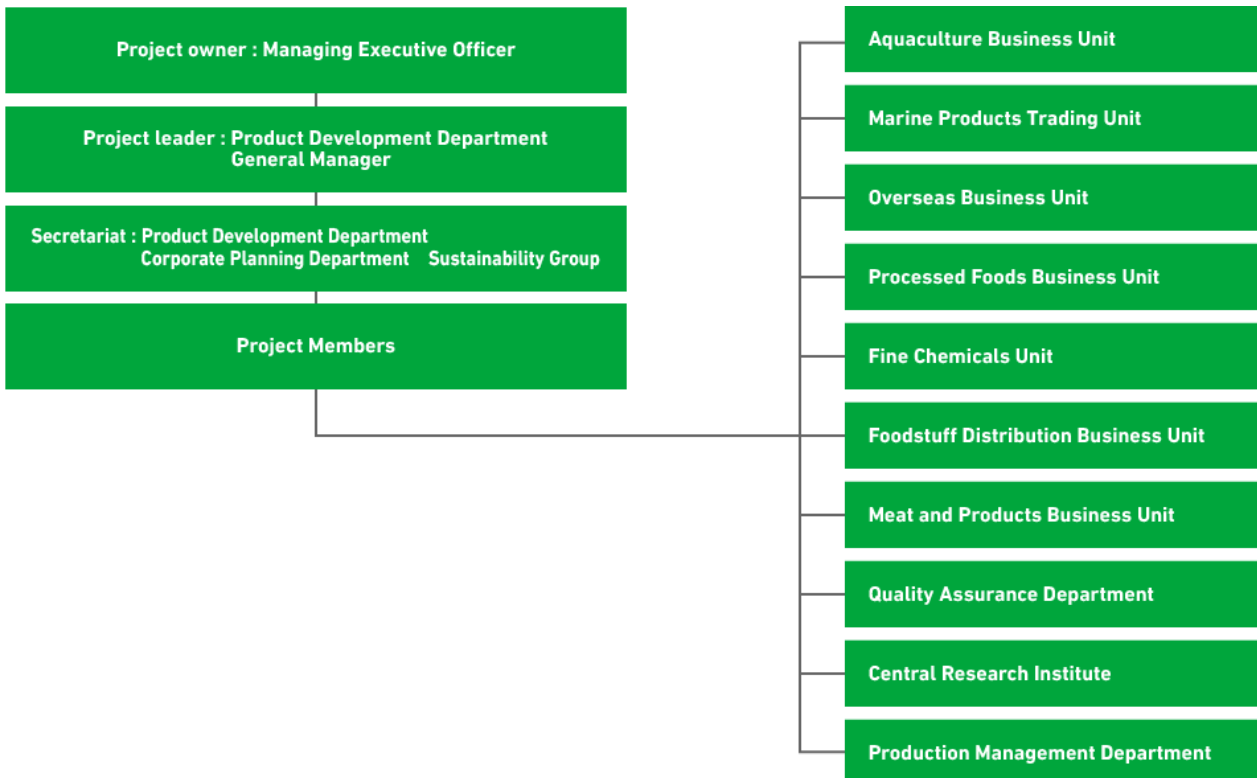 Project owner : Managing Executive Officer
Project leader : Product Development Department
General Manager
Secretariat : Product Development Department
Corporate Planning Department Sustainability Group
Project Members
Aquaculture Business Unit
Marine Products Trading Unit
Overseas Business Unit
Processed Foods Business Unit
Fine Chemicals Unit
Foodstuff Distribution Business Unit
Meat and Products Business Unit
Quality Assurance Department
Central Research Institute
Production Management Department